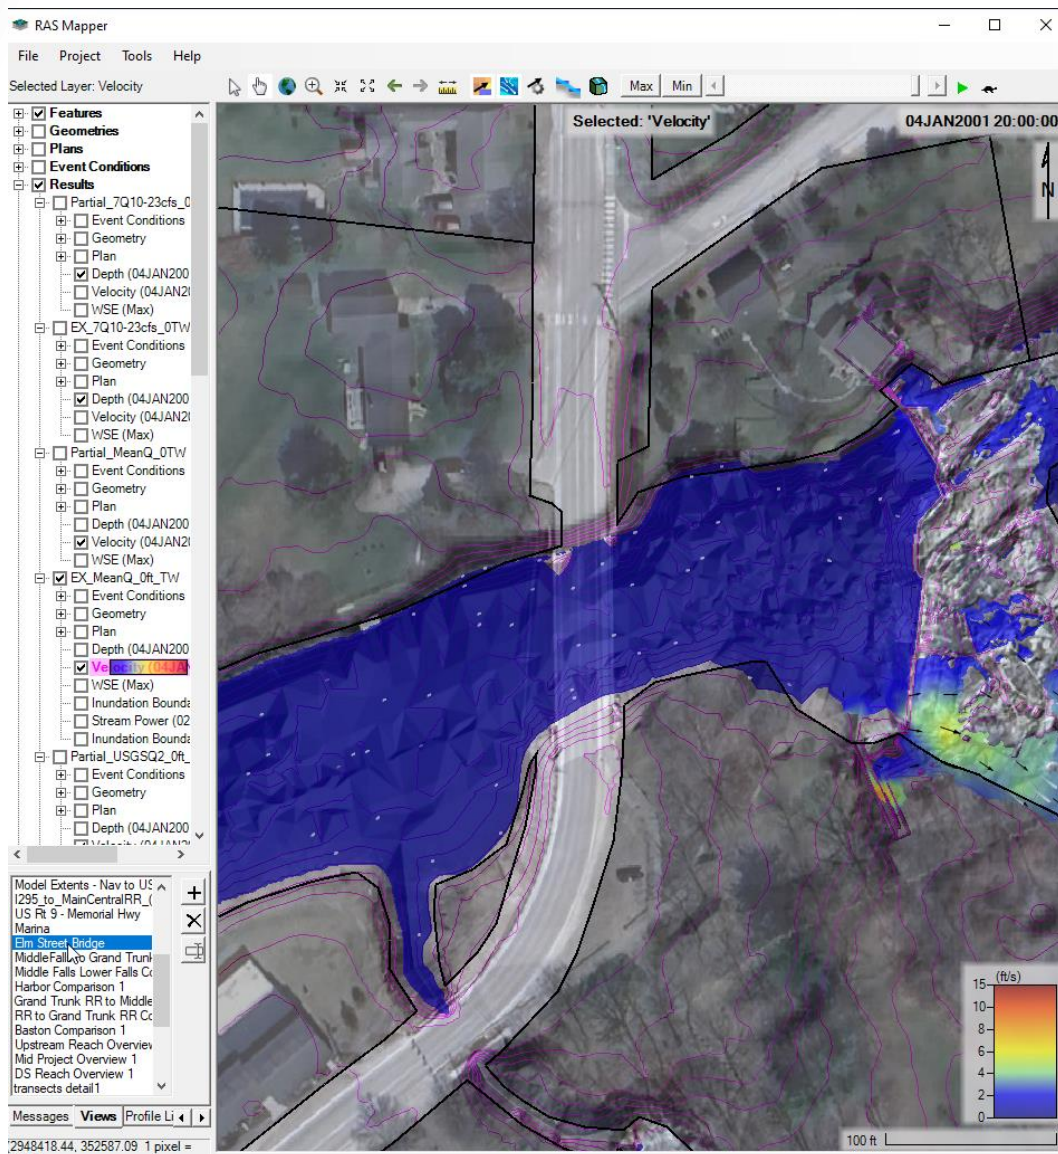 RAS Mapper
File Project Tools Help
Selected Layer: Velocity
Max Min
Features
Geometries
Plans
Event Conditions
Results
Partial_7Q10-23cfs_0
Event Conditions
Geometry
Plan
Depth (04JAN200
Velocity (04JAN2(
WSE (Max)
EX_7Q10-23cfs_0TW
Event Conditions
Geometry
Plan
Depth (04JAN200
Velocity (04JAN2(
WSE (Max)
Partial_MeanQ_0TW
Event Conditions
Geometry
Plan
Depth (04JAN200
Velocity (04JAN2(
WSE (Max)
EX_MeanQ_0ft_TW
Event Conditions
Geometry
Plan
Depth (04JAN200
Velocity (04JAN
WSE (Max)
Inundation Bounda
Stream Power (02
Inundation Bounda
Partial_USGSQ2_0ft_
Event Conditions
Geometry
Plan
Depth (04JAN200
Velocity (04JAN2(
Model Extents - Nav to US
I295_to_MainCentralRR_(
US Rt 9 - Memorial Hwy
Marina
Elm Street Bridge
MiddleFalls to Grand Trunk
Middle Falls Lower Falls Co
Harbor Comparison 1
Grand Trunk RR to Middle
RR to Grand Trunk RR Co
Baston Comparison 1
Upstream Reach Overview
Mid Project Overview 1
DS Reach Overview 1
transects detail1
Messages Views Profile Li
(2948418.44, 352587.09 1 pixel =
Selected: 'Velocity'
04JAN2001 20:00:00
N
(ft/s)
15
10
8
6
4
2
0
100 ft